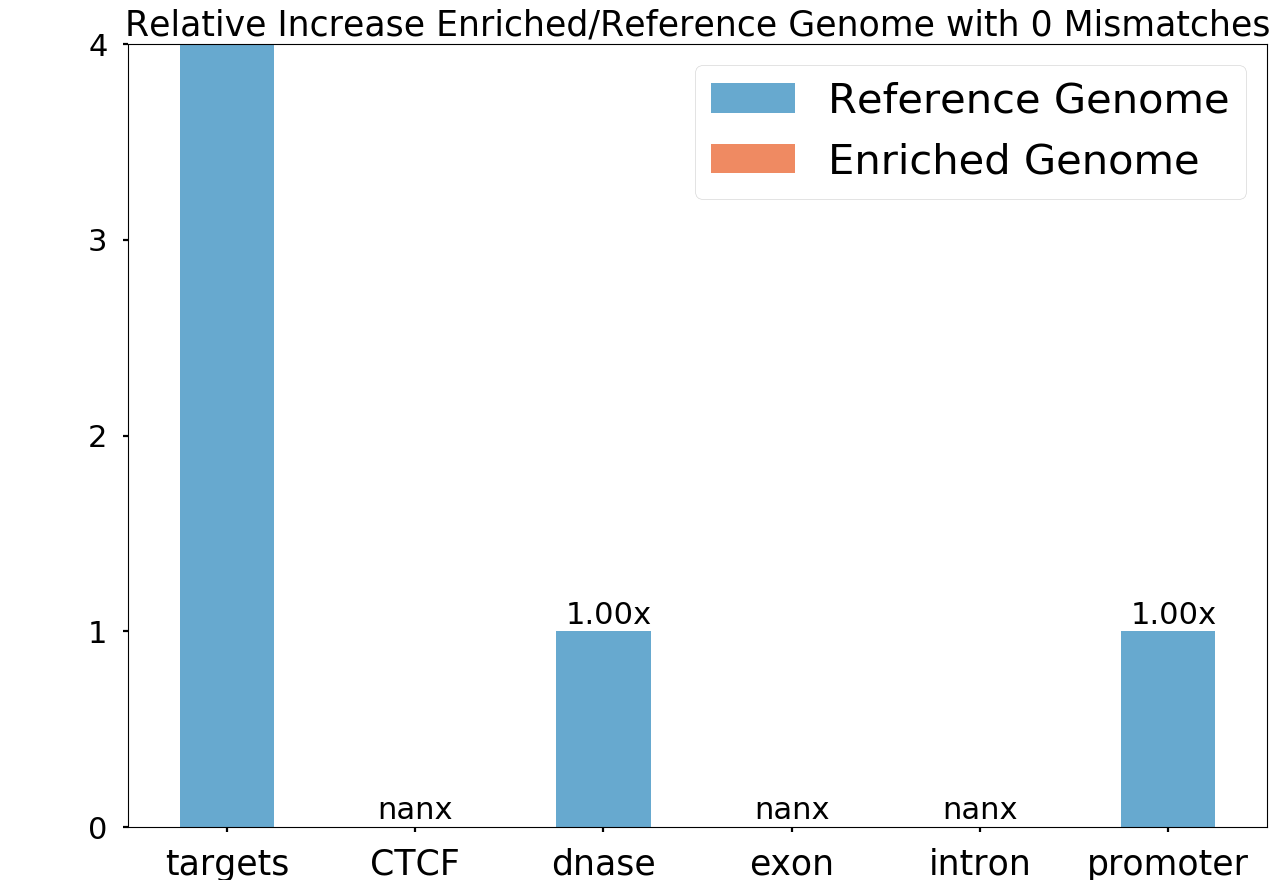 Relative Increase Enriched/Reference Genome with 0 Mismatches
4
3
2
1
0
Reference Genome
Enriched Genome
1.00x
1.00x
nanx
nanx
nanx
targets
CTCF
dnase
exon
intron
promoter